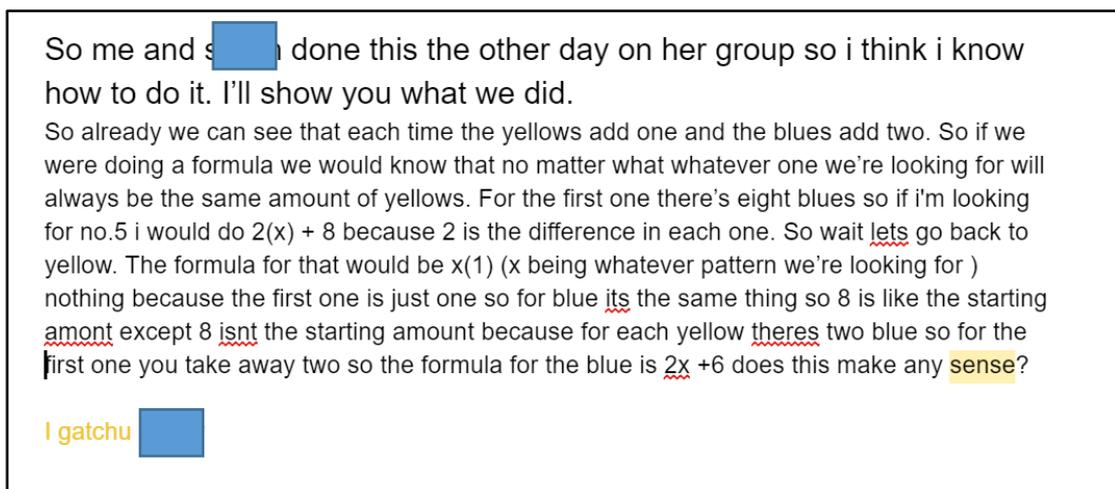 So me and s done this the other day on her group so i think i know
how to do it. I'll show you what we did.
So already we can see that each time the yellows add one and the blues add two. So if we
were doing a formula we would know that no matter what whatever one we're looking for will
always be the same amount of yellows. For the first one there's eight blues so if i'm looking
for no.5 i would do 2(x) + 8 because 2 is the difference in each one. So wait lets go back to
yellow. The formula for that would be x(1) (x being whatever pattern we're looking for )
nothing because the first one is just one so for blue its the same thing so 8 is like the starting
amont except 8 isnt the starting amount because for each yellow theres two blue so for the
first one you take away two so the formula for the blue is 2x +6 does this make any sense?
I gatchu